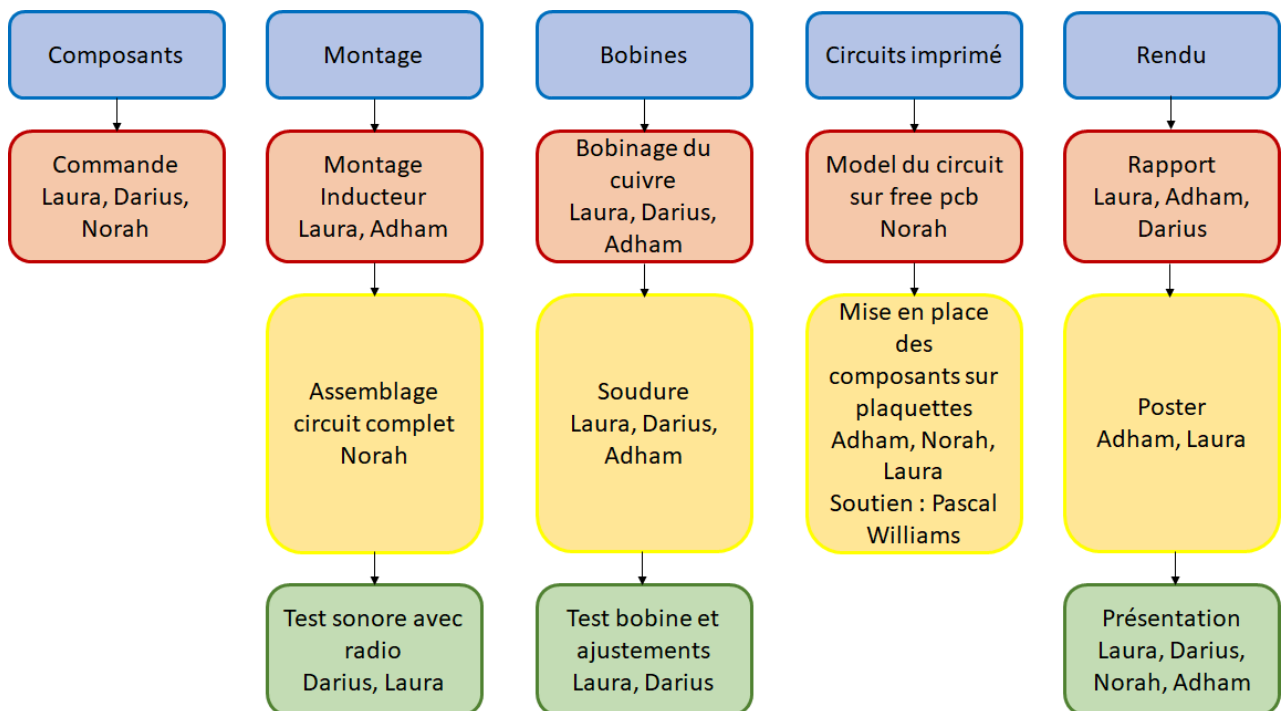 Composants
Montage
Bobines
Circuits imprimé
Rendu
Commande
Laura, Darius,
Norah
Montage
Inducteur
Laura, Adham
Bobinage du
cuivre
Laura, Darius,
Adham
Model du circuit
sur free pcb
Norah
Rapport
Laura, Adham,
Darius
Assemblage
circuit complet
Norah
Soudure
Laura, Darius,
Adham
Mise en place
des
composants sur
plaquettes
Adham, Norah,
Laura
Soutien : Pascal
Williams
Poster
Adham, Laura
Test sonore avec
radio
Darius, Laura
Test bobine et
ajustements
Laura, Darius
Présentation
Laura, Darius,
Norah, Adham